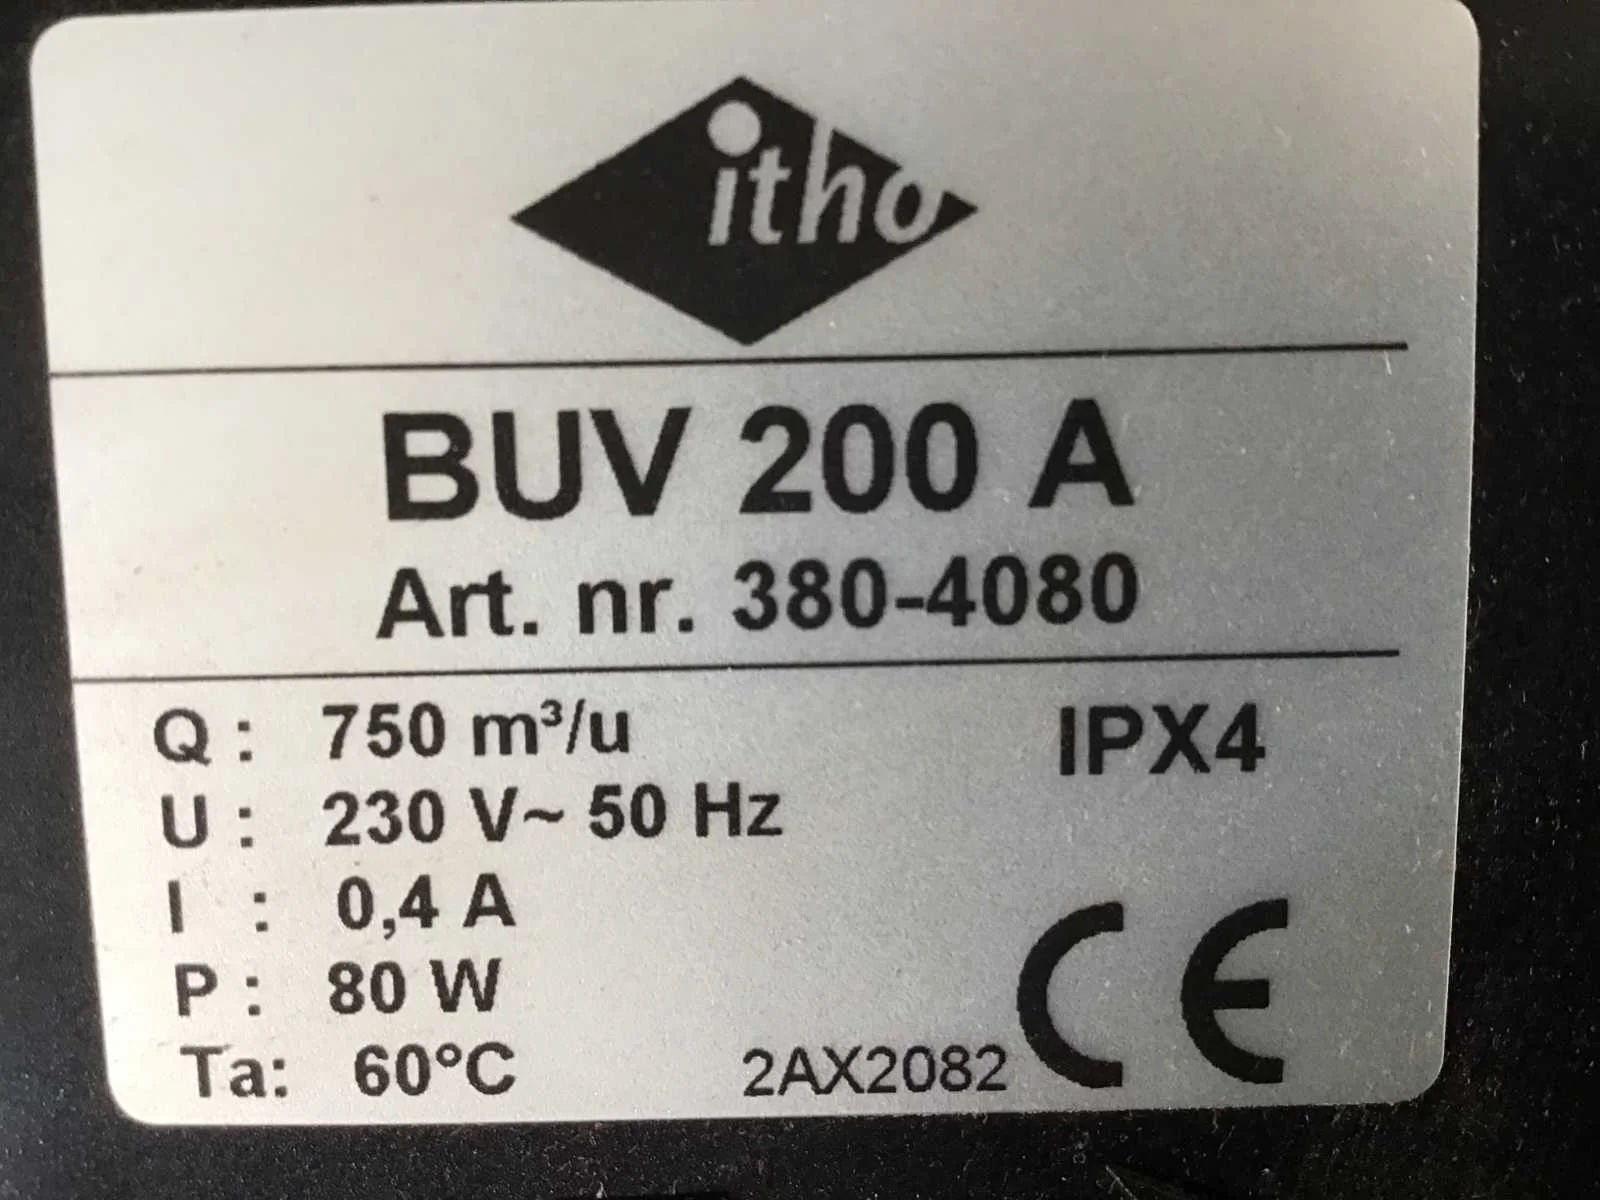 itho
BUV 200 A
Art. nr. 380-4080
Q : 750 m³/u IPX4
U : 230 V~ 50 Hz
I : 0,4 A
P : 80 W
Ta: 60°C 2AX2082 CE